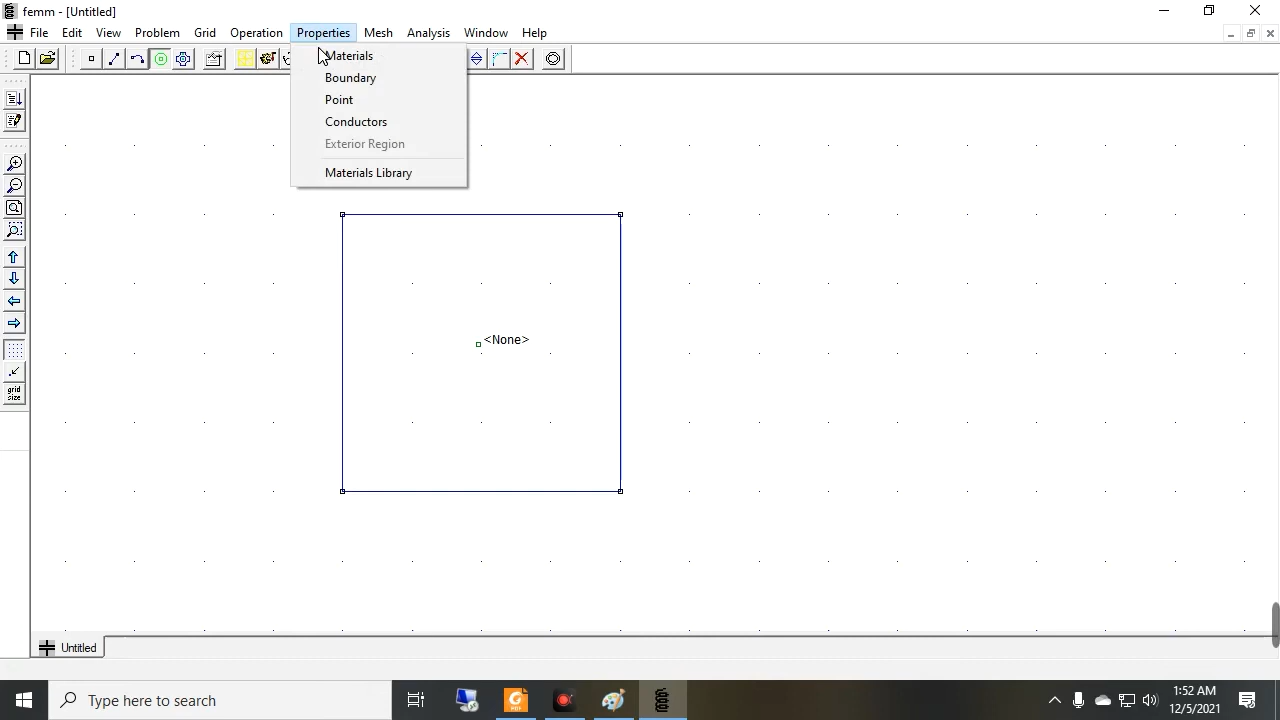 femm - [Untitled]
File Edit View Problem Grid Operation Properties Mesh Analysis Window Help
Materials
Boundary
Point
Conductors
Exterior Region
Materials Library
<None>
grid
size
Untitled
Type here to search
1:52 AM
12/5/2021